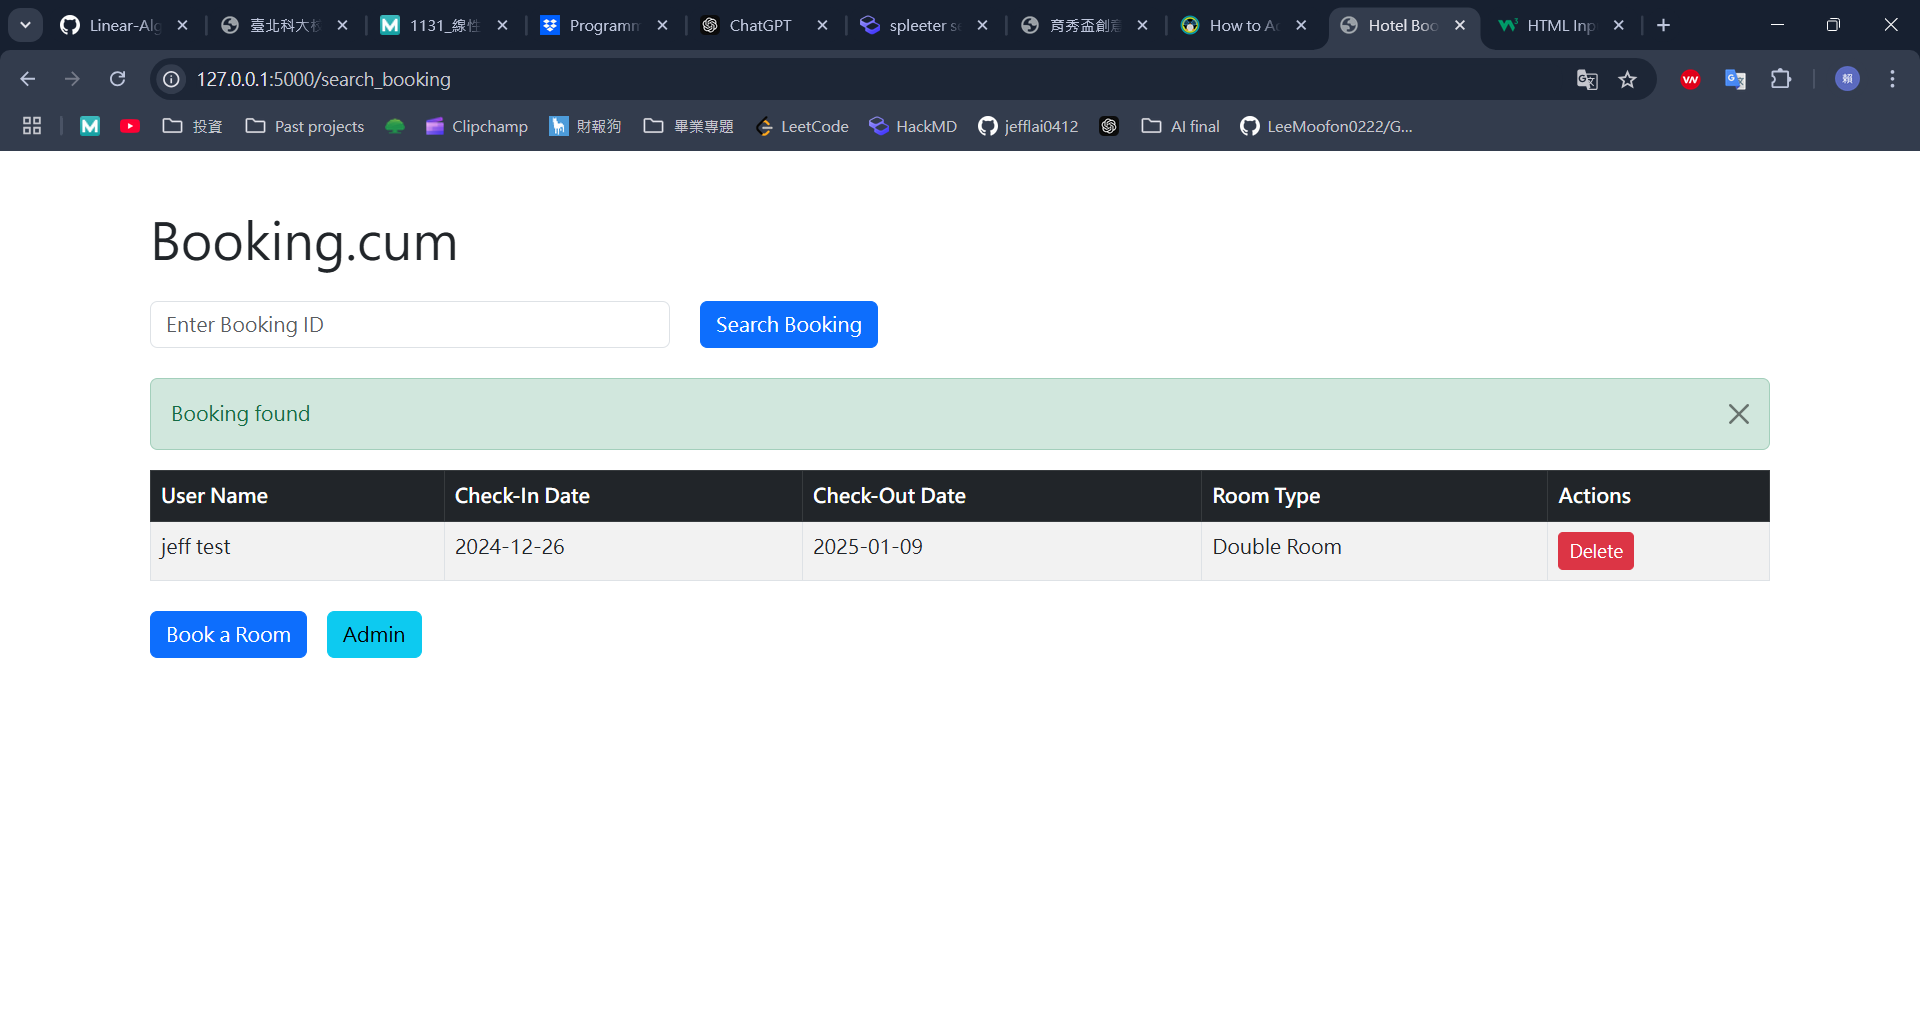 Linear-Alg
臺北科大校
1131_線性
Programm
ChatGPT
spleeter se
育秀盃創意
How to Ad
Hotel Boo
HTML Inp
127.0.0.1:5000/search_booking
投資
Past projects
Clipchamp
財報狗
畢業專題
LeetCode
HackMD
jefflai0412
AI final
LeeMoofon0222/G...
Booking.cum
Enter Booking ID
Search Booking
Booking found
User Name Check-In Date Check-Out Date Room Type Actions
jeff test 2024-12-26 2025-01-09 Double Room Delete
Book a Room Admin